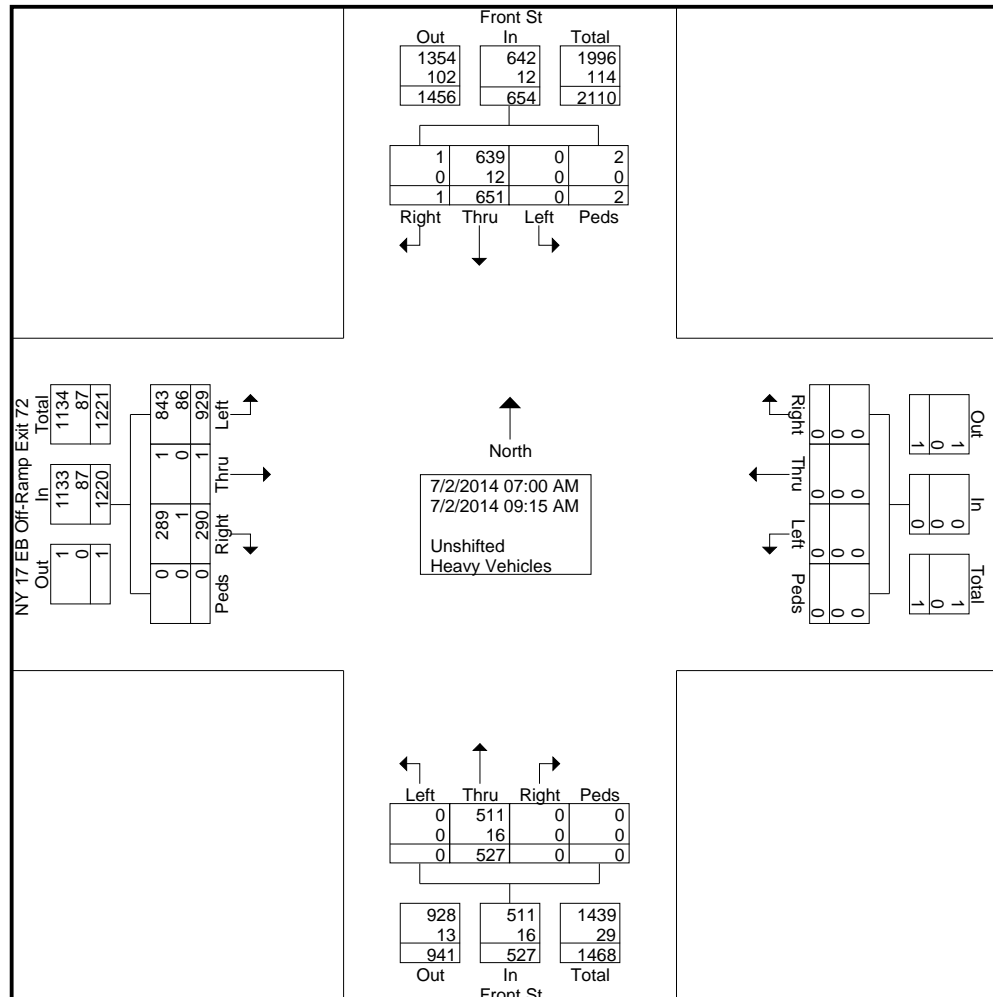 Front St
Out In Total
1354 642 1996
102 12 114
1456 654 2110
1 639 0 2
0 12 0 0
1 651 0 2
Right Thru Left Peds
NY 17 EB Off-Ramp Exit 72
Total In Out
1134 1133 1
87 87 0
1221 1220 1
843 1 289 0
86 0 1 0
929 1 290 0
Left Thru Right Peds
North
7/2/2014 07:00 AM
7/2/2014 09:15 AM
Unshifted
Heavy Vehicles
Right Thru Left Peds
0 0 0 0
0 0 0 0
0 0 0 0
Out In Total
1 0 1
0 0 0
1 0 1
Left Thru Right Peds
0 511 0 0
0 16 0 0
0 527 0 0
928 511 1439
13 16 29
941 527 1468
Out In Total
Front St